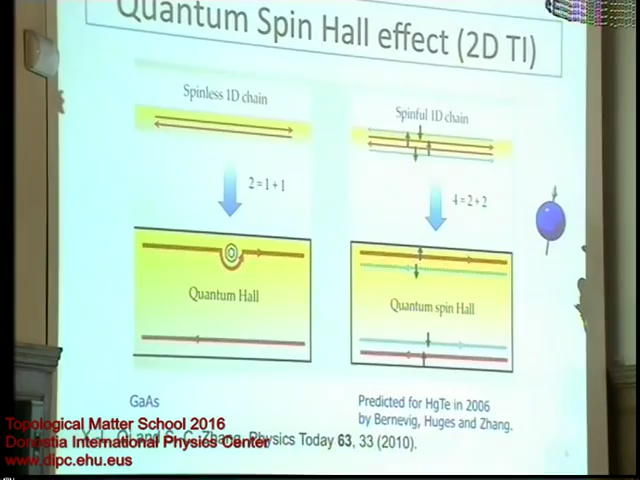 Quantum Spin Hall effect (2D TI)
Spinless 1D chain
Spinful 1D chain
2 = 1 + 1
4 = 2 + 2
Quantum Hall
Quantum spin Hall
GaAs
Predicted for HgTe in 2006
by Bernevig, Huges and Zhang.
Topological Matter School 2016
Donostia International Physics Center
www.dipc.ehu.eus
Physics Today 63, 33 (2010).